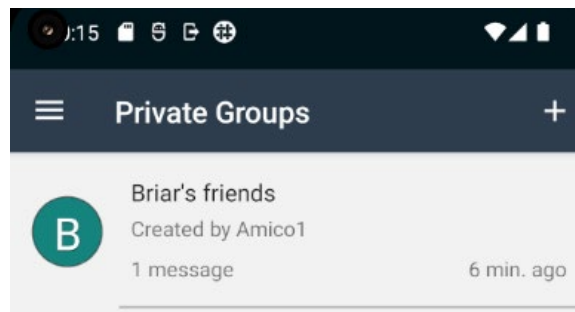 :15
Private Groups
Briar's friends
B
Created by Amico1
1 message 6 min. ago